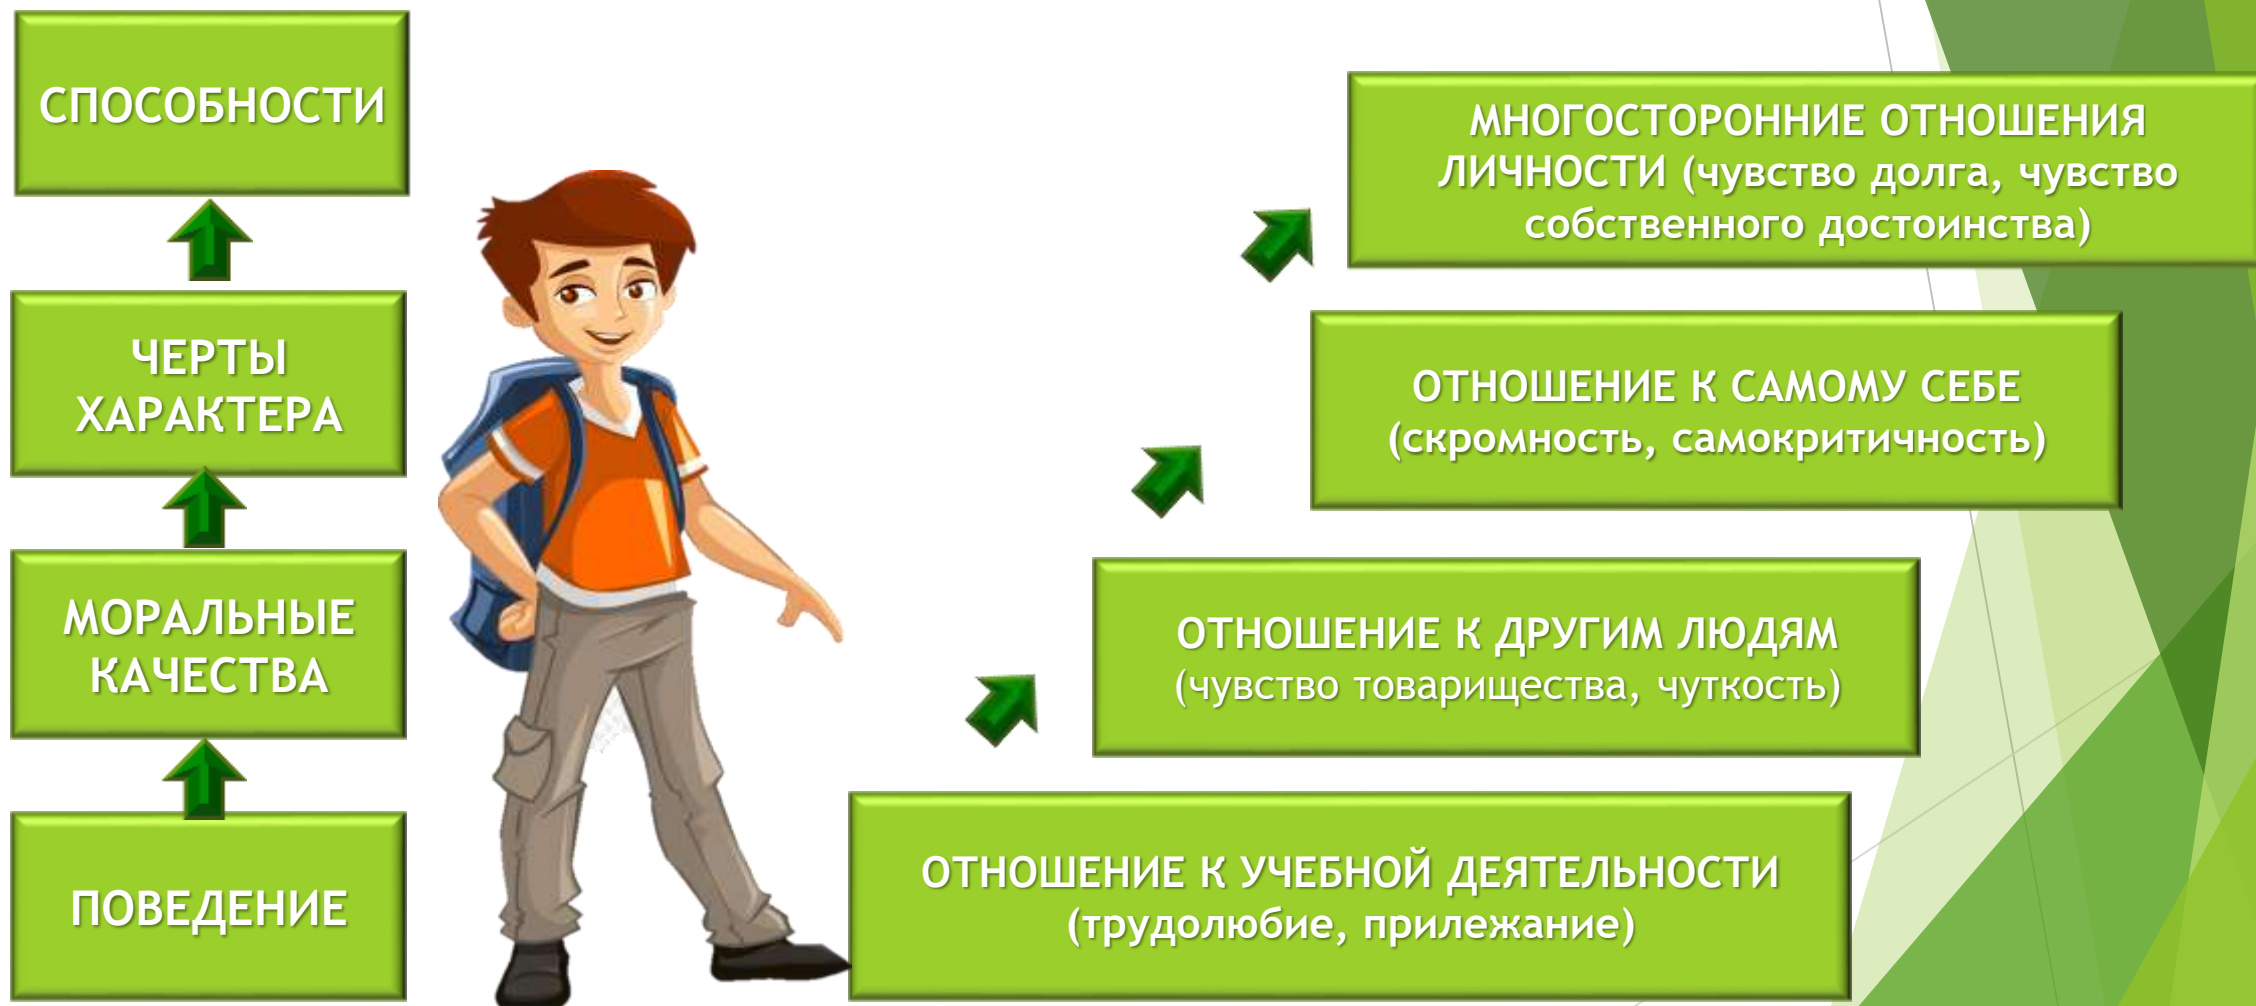 СПОСОБНОСТИ
ЧЕРТЫ
ХАРАКТЕРА
МОРАЛЬНЫЕ
КАЧЕСТВА
ПОВЕДЕНИЕ
МНОГОСТОРОННИЕ ОТНОШЕНИЯ
ЛИЧНОСТИ (чувство долга, чувство
собственного достоинства)
ОТНОШЕНИЕ К САМОМУ СЕБЕ
(скромность, самокритичность)
ОТНОШЕНИЕ К ДРУГИМ ЛЮДЯМ
(чувство товарищества, чуткость)
ОТНОШЕНИЕ К УЧЕБНОЙ ДЕЯТЕЛЬНОСТИ
(трудолюбие, прилежание)